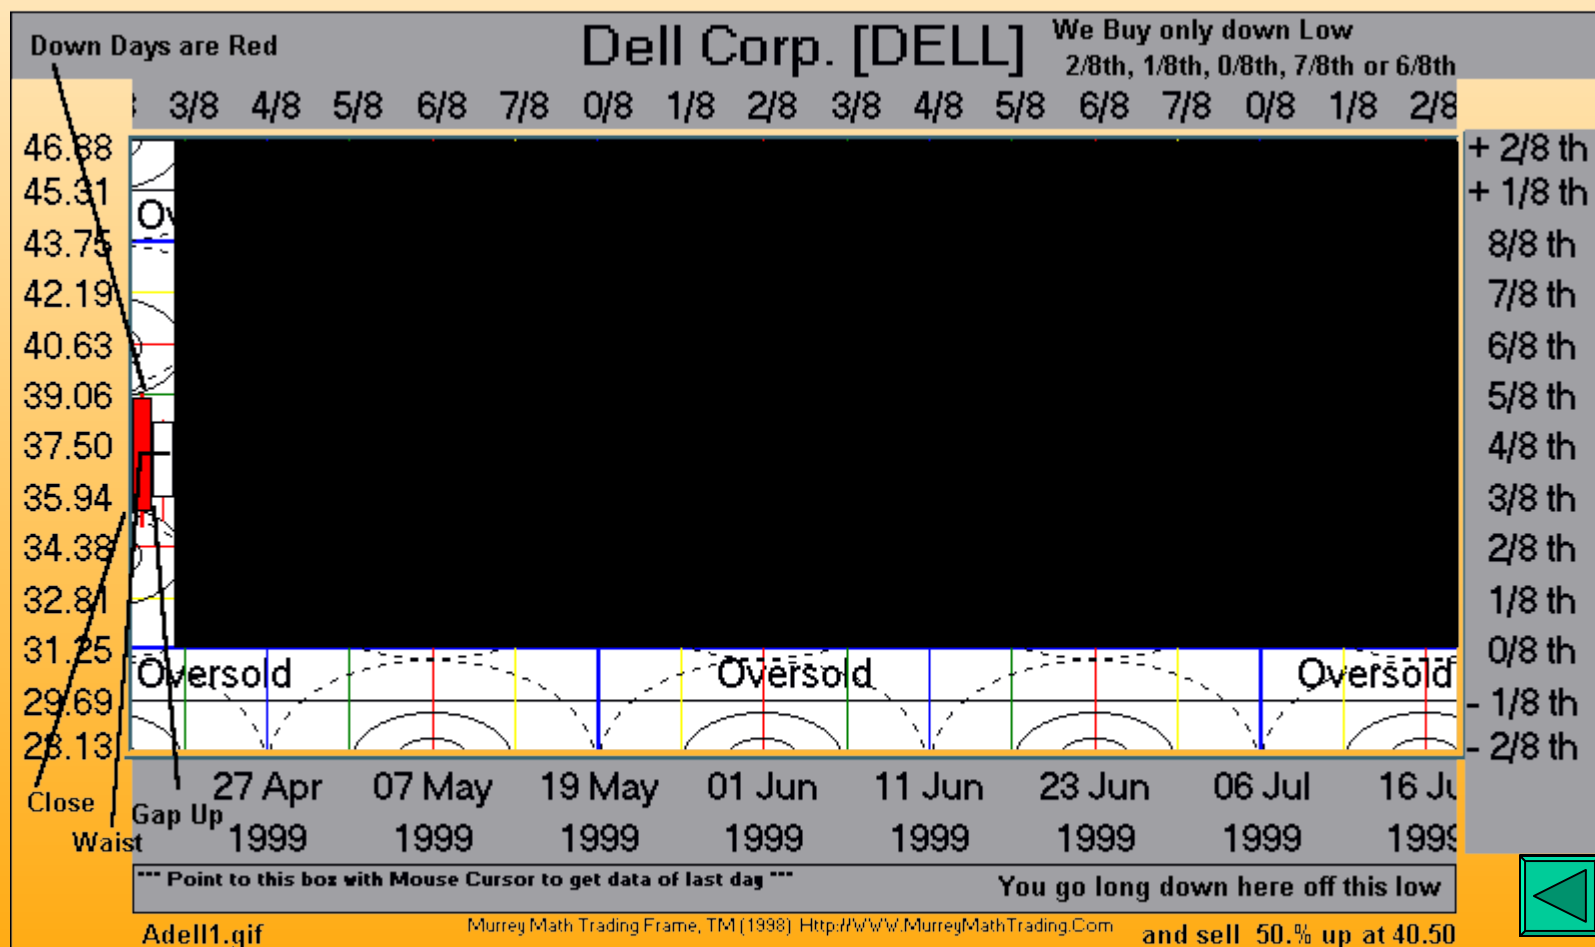 Down Days are Red
Dell Corp. [DELL]
We Buy only down Low
2/8th, 1/8th, 0/8th, 7/8th or 6/8th
3/8 4/8 5/8 6/8 7/8 0/8 1/8 2/8 3/8 4/8 5/8 6/8 7/8 0/8 1/8 2/8
46.88 + 2/8 th
45.31 + 1/8 th
43.75 8/8 th
42.19 7/8 th
40.63 6/8 th
39.06 5/8 th
37.50 4/8 th
35.94 3/8 th
34.38 2/8 th
32.81 1/8 th
31.25 0/8 th
Oversold Oversold Oversold
29.69 - 1/8 th
28.13 - 2/8 th
27 Apr 07 May 19 May 01 Jun 11 Jun 23 Jun 06 Jul 16
Close
Gap Up
Waist
1999 1999 1999 1999 1999 1999 1999 1999
*** Point to this box with Mouse Cursor to get data of last day ***
You go long down here off this low
Adell1.gif
Murrey Math Trading Frame, TM (1998) Http://WWW.MurreyMathTrading.Com
and sell 50.% up at 40.50